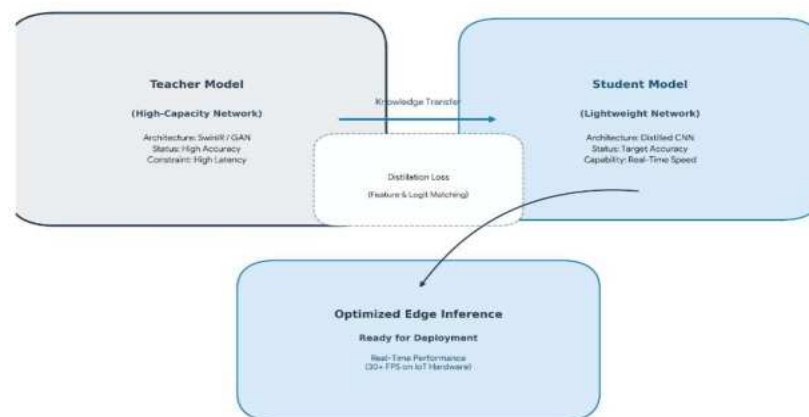 Teacher Model
(High-Capacity Network)
Architecture: SwinIR / GAN
Status: High Accuracy
Constraint: High Latency
Knowledge Transfer
Distillation Loss
(Feature & Logit Matching)
Student Model
(Lightweight Network)
Architecture: Distilled CNN
Status: Target Accuracy
Capability: Real-Time Speed
Optimized Edge Inference
Ready for Deployment
Real-Time Performance
(30+ FPS on IoT Hardware)